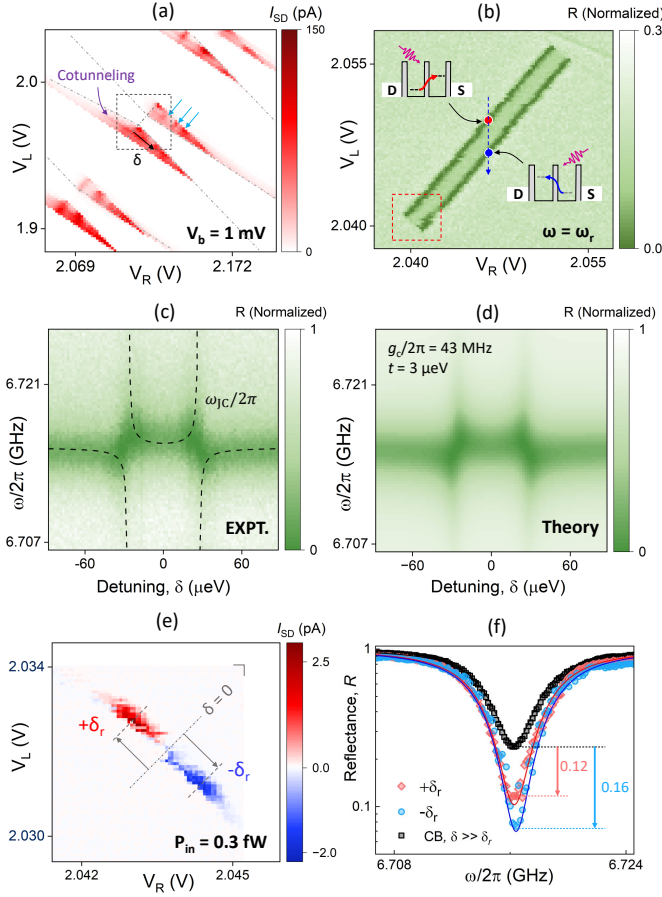 (a)
I_SD (pA)
150
0
2.0
1.9
V_L (V)
Cotunneling
δ
V_b = 1 mV
2.069
2.172
V_R (V)
(b)
R (Normalized)
0.3
0.0
2.055
2.040
V_L (V)
D S
D S
ω = ω_r
2.040
2.055
V_R (V)
(c)
R (Normalized)
1
0
6.721
6.707
ω/2π (GHz)
ω_JC/2π
EXPT.
−60
0
60
Detuning, δ (μeV)
(d)
R (Normalized)
1
0
g_c/2π = 43 MHz
t = 3 μeV
6.721
6.707
ω/2π (GHz)
Theory
−60
0
60
Detuning, δ (μeV)
(e)
I_SD (pA)
2.5
0.0
−2.0
2.034
2.030
V_L (V)
δ = 0
+δ_r
-δ_r
P_in = 0.3 fW
2.042
2.045
V_R (V)
(f)
1
0.1
Reflectance, R
0.12
0.16
+δ_r
-δ_r
CB, δ >> δ_r
6.708
6.724
ω/2π (GHz)